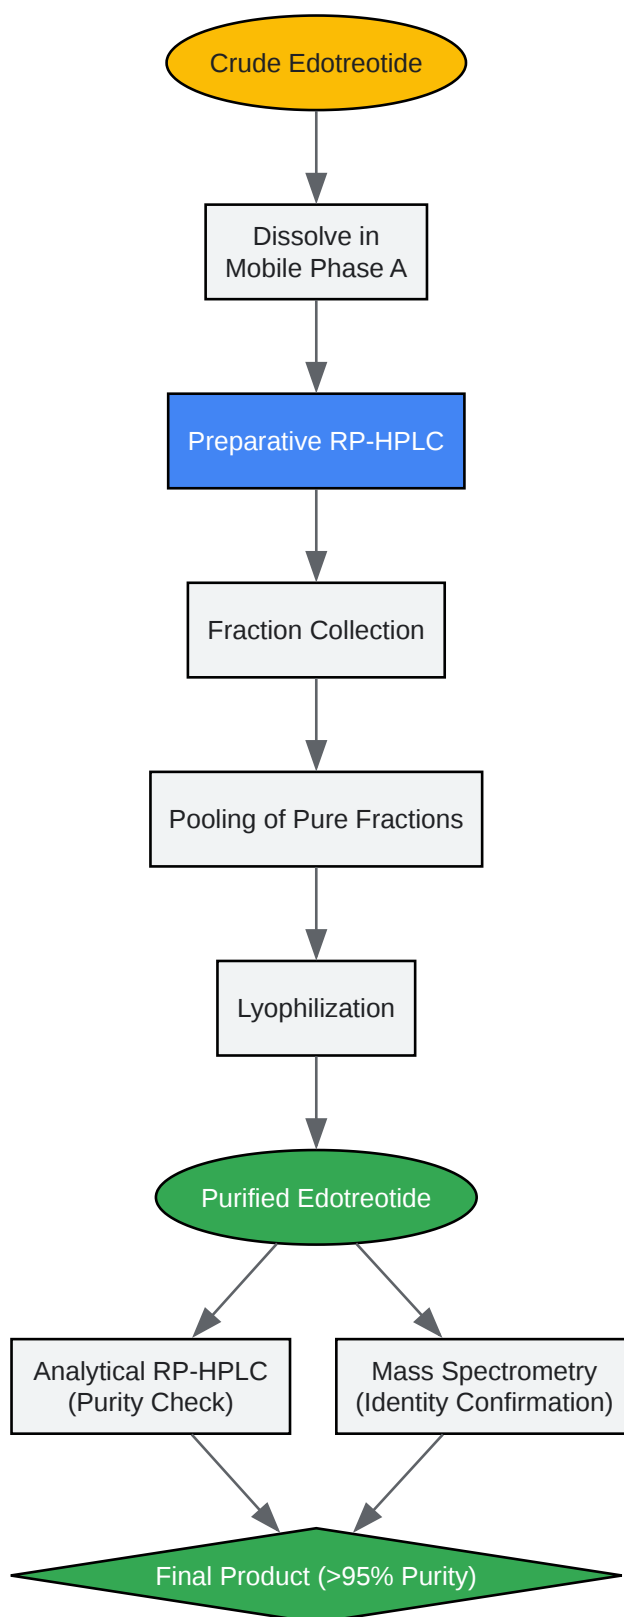 Crude Edotreotide
Dissolve in
Mobile Phase A
Preparative RP-HPLC
Fraction Collection
Pooling of Pure Fractions
Lyophilization
Purified Edotreotide
Analytical RP-HPLC
(Purity Check)
Mass Spectrometry
(Identity Confirmation)
Final Product (>95% Purity)